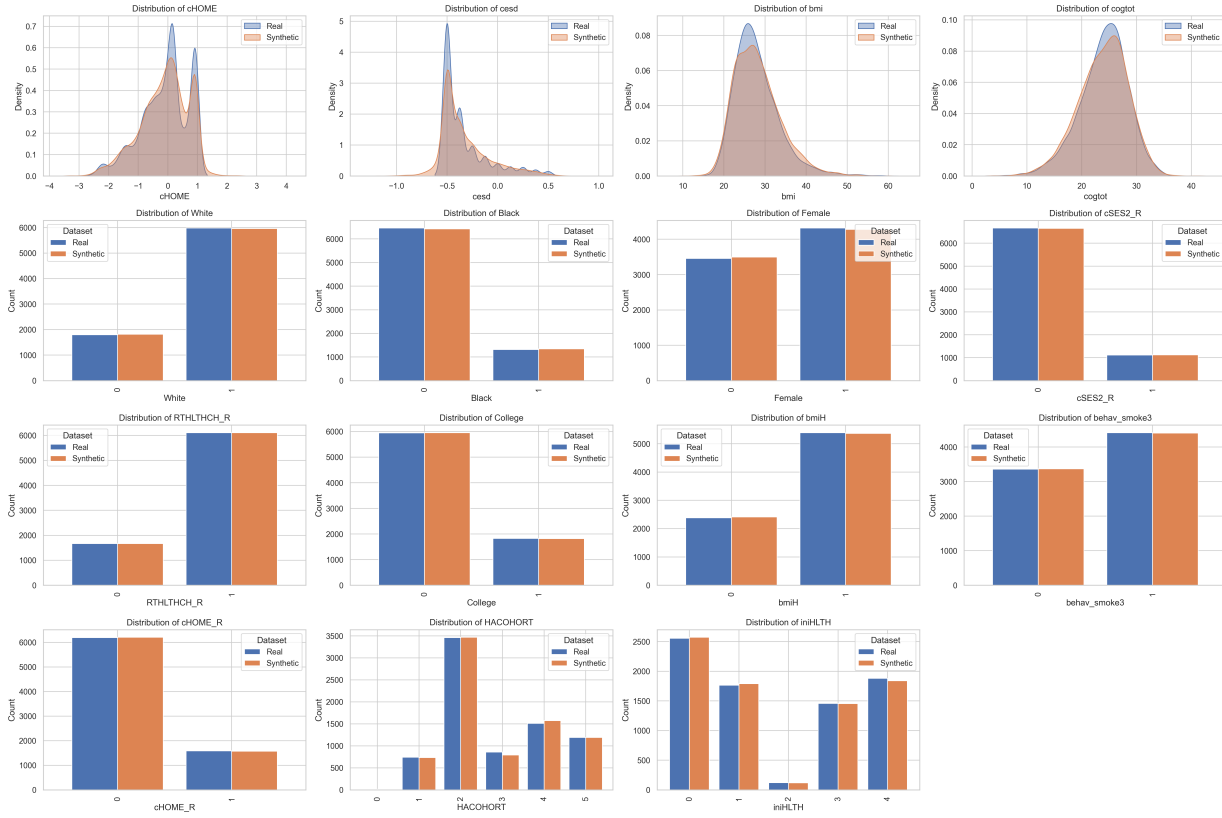 Distribution of cHOME
0.7
0.6
0.5
0.4
0.3
0.2
0.1
0.0
Density
Real
Synthetic
−4 −3 −2 −1 0 1 2 3 4
cHOME
Distribution of cesd
5
4
3
2
1
0
Density
Real
Synthetic
−1.0 −0.5 0.0 0.5 1.0
cesd
Distribution of bmi
0.08
0.06
0.04
0.02
0.00
Density
Real
Synthetic
10 20 30 40 50 60
bmi
Distribution of cogtot
0.10
0.08
0.06
0.04
0.02
0.00
Density
Real
Synthetic
0 10 20 30 40
cogtot
Distribution of White
6000
5000
4000
3000
2000
1000
0
Count
Dataset
Real
Synthetic
0 1
White
Distribution of Black
6000
5000
4000
3000
2000
1000
0
Count
Dataset
Real
Synthetic
0 1
Black
Distribution of Female
4000
3000
2000
1000
0
Count
Dataset
Real
Synthetic
0 1
Female
Distribution of cSES2_R
6000
5000
4000
3000
2000
1000
0
Count
Dataset
Real
Synthetic
0 1
cSES2_R
Distribution of RTHLTHCH_R
6000
5000
4000
3000
2000
1000
0
Count
Dataset
Real
Synthetic
0 1
RTHLTHCH_R
Distribution of College
6000
5000
4000
3000
2000
1000
0
Count
Dataset
Real
Synthetic
0 1
College
Distribution of bmiH
5000
4000
3000
2000
1000
0
Count
Dataset
Real
Synthetic
0 1
bmiH
Distribution of behav_smoke3
4000
3000
2000
1000
0
Count
Dataset
Real
Synthetic
0 1
behav_smoke3
Distribution of cHOME_R
6000
5000
4000
3000
2000
1000
0
Count
Dataset
Real
Synthetic
0 1
cHOME_R
Distribution of HACOHORT
3500
3000
2500
2000
1500
1000
500
0
Count
Dataset
Real
Synthetic
0 1 2 3 4 5
HACOHORT
Distribution of iniHLTH
2500
2000
1500
1000
500
0
Count
Dataset
Real
Synthetic
0 1 2 3 4
iniHLTH